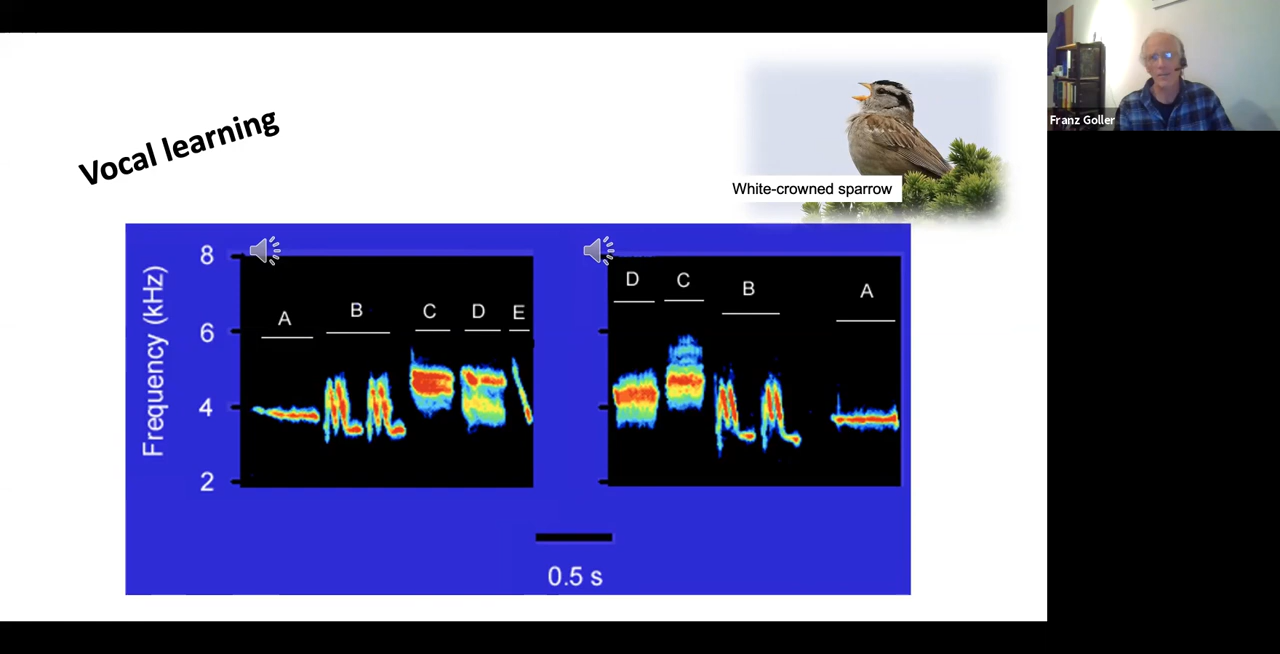 Vocal learning
White-crowned sparrow
Franz Goller
Frequency (kHz)
8
6
4
2
A
B
C
D
E
D
C
B
A
0.5 s